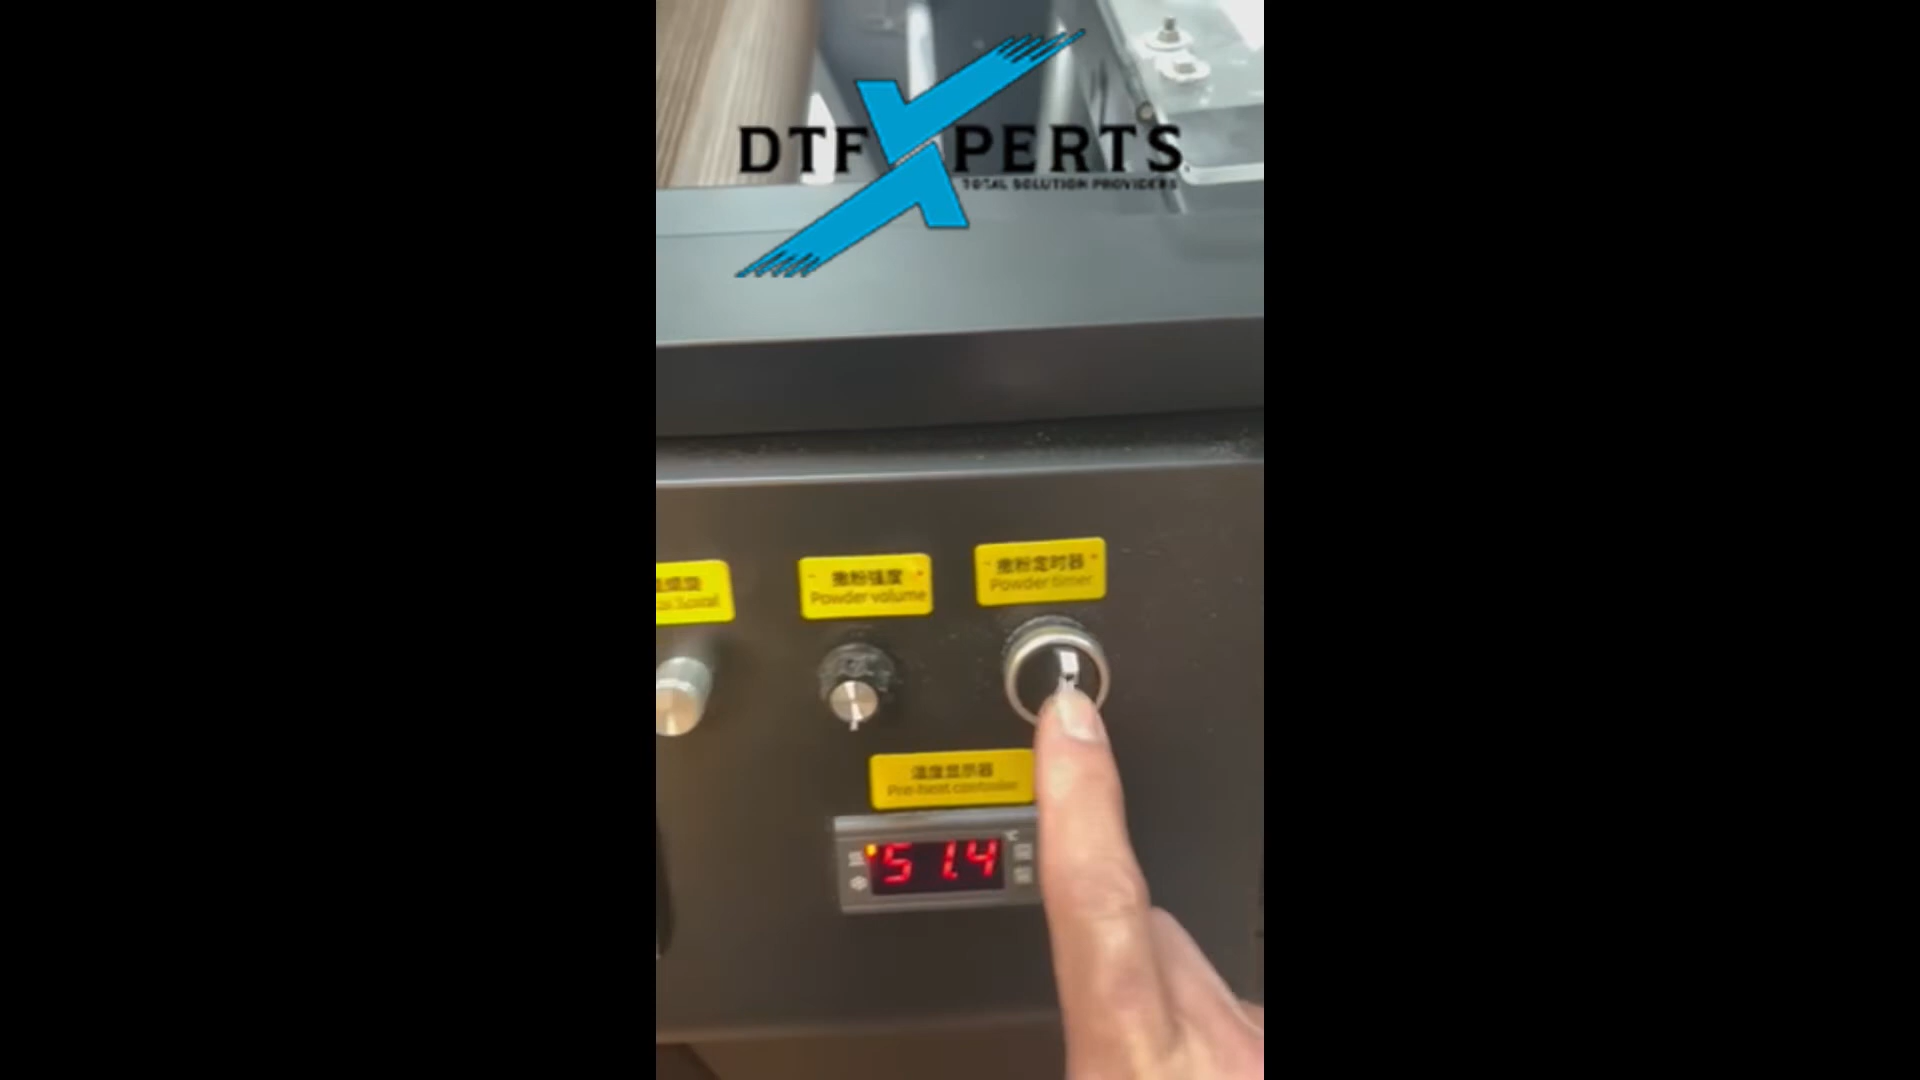 DTF XPERTS
TOTAL SOLUTION PROVIDERS
撒粉强度
Powder volume
撒粉定时器
Powder timer
温度显示器
Pre-heat controller
51.4
℃